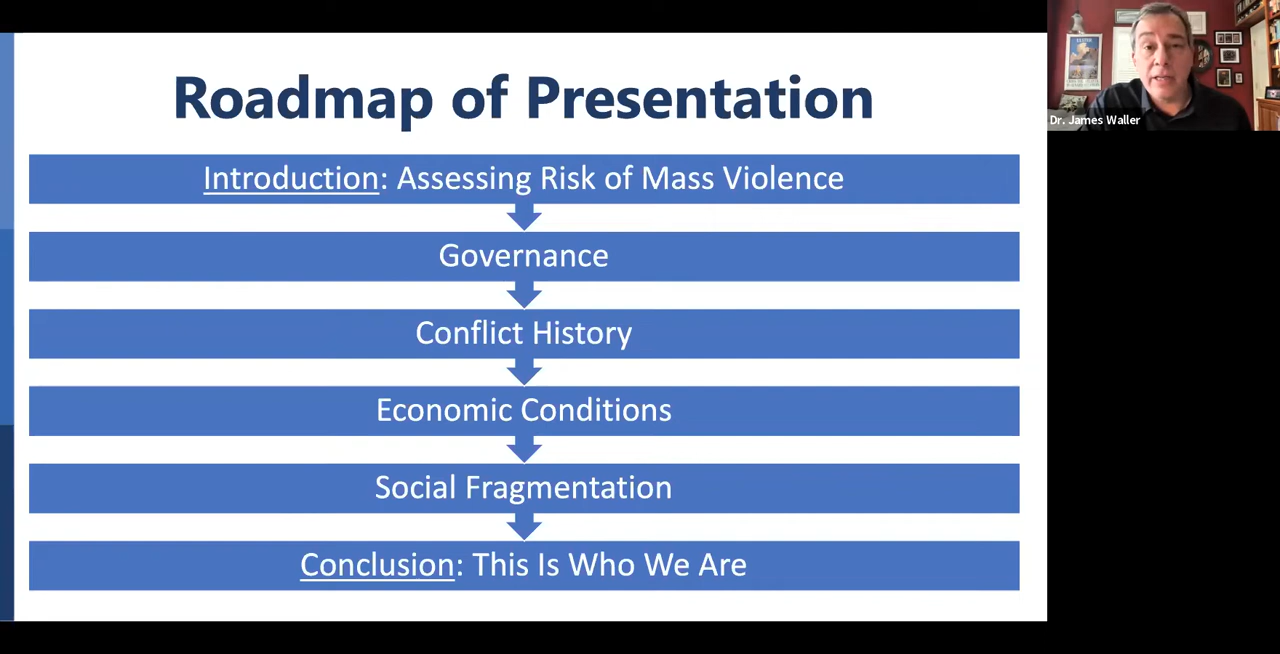 Roadmap of Presentation
Introduction: Assessing Risk of Mass Violence
Governance
Conflict History
Economic Conditions
Social Fragmentation
Conclusion: This Is Who We Are
Dr. James Waller